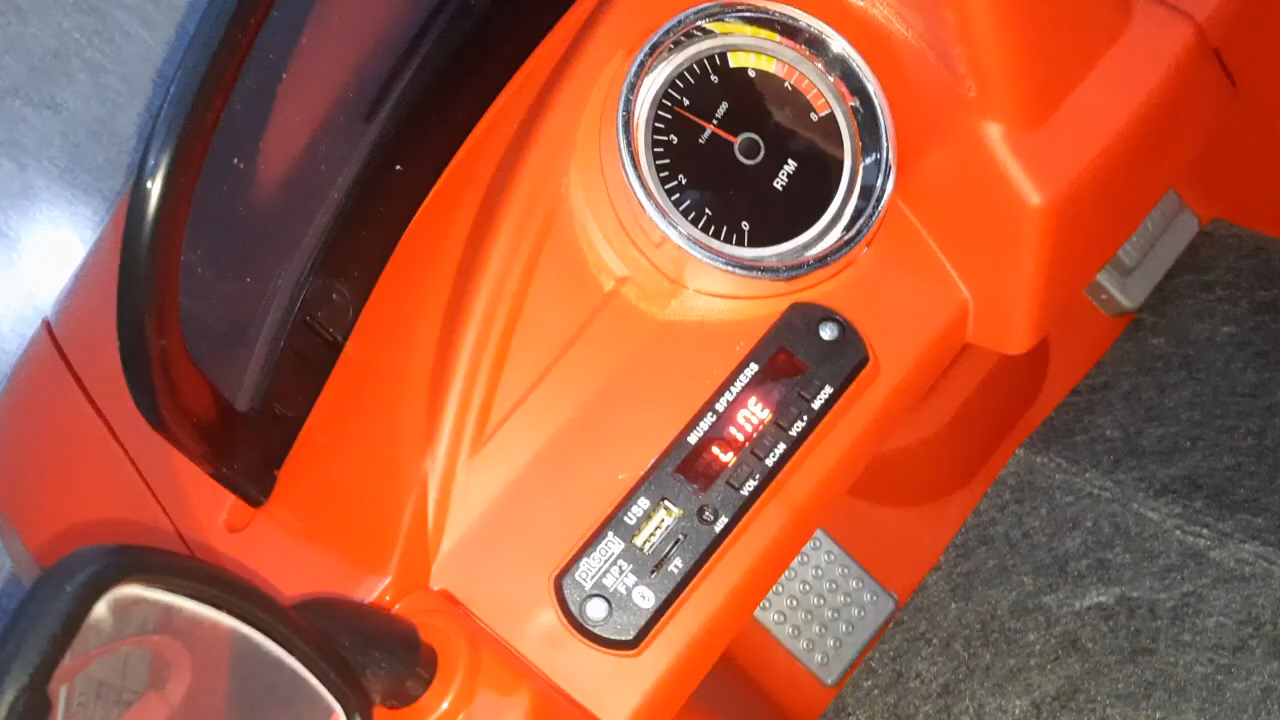 0
1
2
3
4
5
6
7
8
1/min x 1000
RPM
MUSIC SPEAKERS
LINE
VOL- SCAN VOL+ MODE
USB
AUX
pilsan
MP3
FM
TF